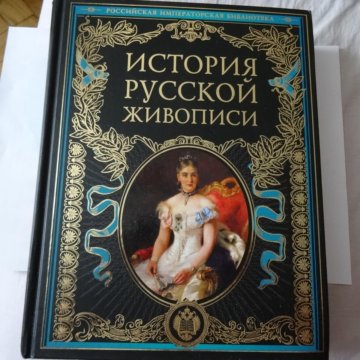 РОССИЙСКАЯ ИМПЕРАТОРСКАЯ БИБЛИОТЕКА
ИСТОРИЯ
РУССКОЙ
ЖИВОПИСИ